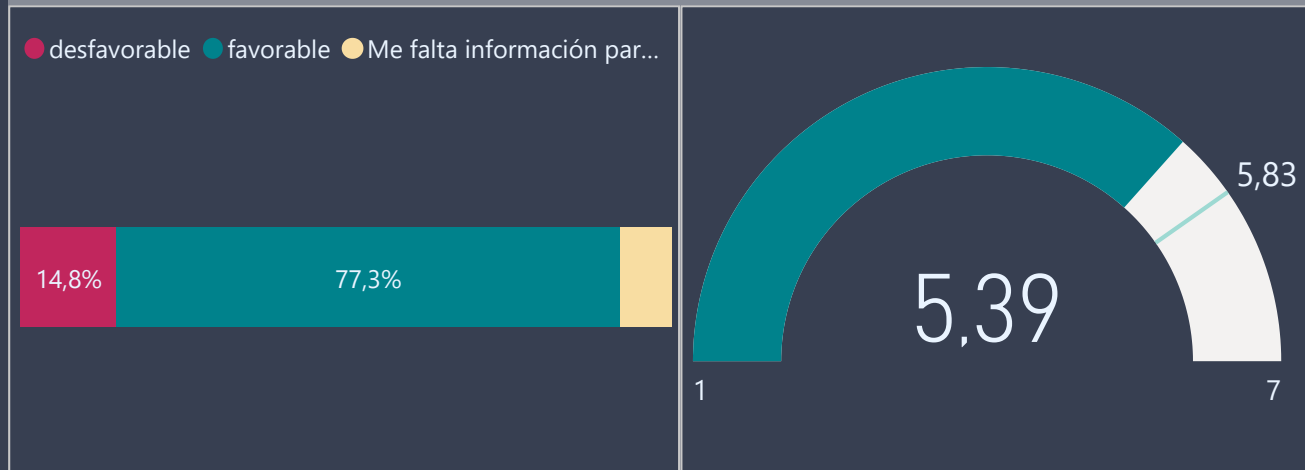 desfavorable favorable Me falta información par...
14,8% 77,3%
5,83
5,39
1 7